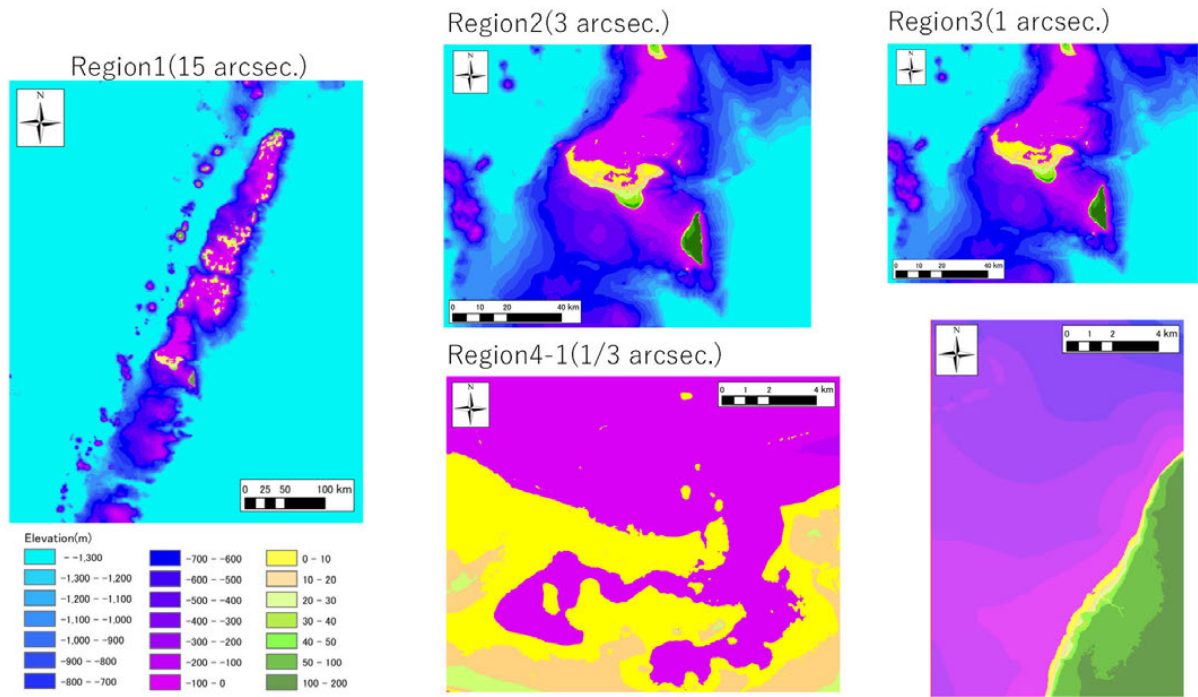 Region1(15 arcsec.)
N
0 25 50 100 km
Region2(3 arcsec.)
N
0 10 20 40 km
Region3(1 arcsec.)
N
0 10 20 40 km
Region4-1(1/3 arcsec.)
N
0 1 2 4 km
N
0 1 2 4 km
Elevation(m)
- -1,300
-1,300 - -1,200
-1,200 - -1,100
-1,100 - -1,000
-1,000 - -900
-900 - -800
-800 - -700
-700 - -600
-600 - -500
-500 - -400
-400 - -300
-300 - -200
-200 - -100
-100 - 0
0 - 10
10 - 20
20 - 30
30 - 40
40 - 50
50 - 100
100 - 200